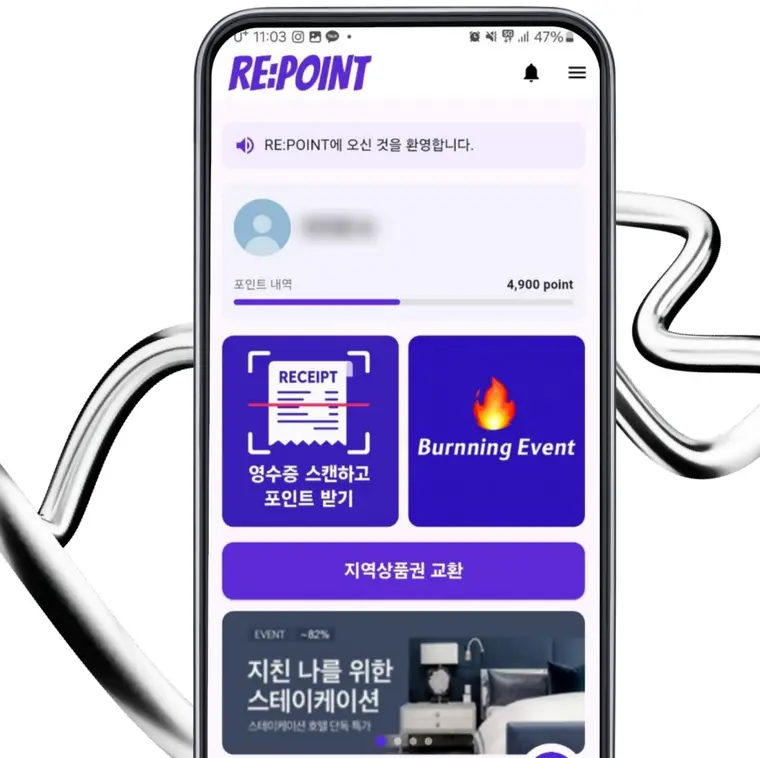 U⁺ 11:03
5G 47%
RE:POINT
RE:POINT에 오신 것을 환영합니다.
포인트 내역
4,900 point
RECEIPT
영수증 스캔하고
포인트 받기
Burnning Event
지역상품권 교환
EVENT ~82%
지친 나를 위한
스테이케이션
스테이케이션 호텔 단독 특가